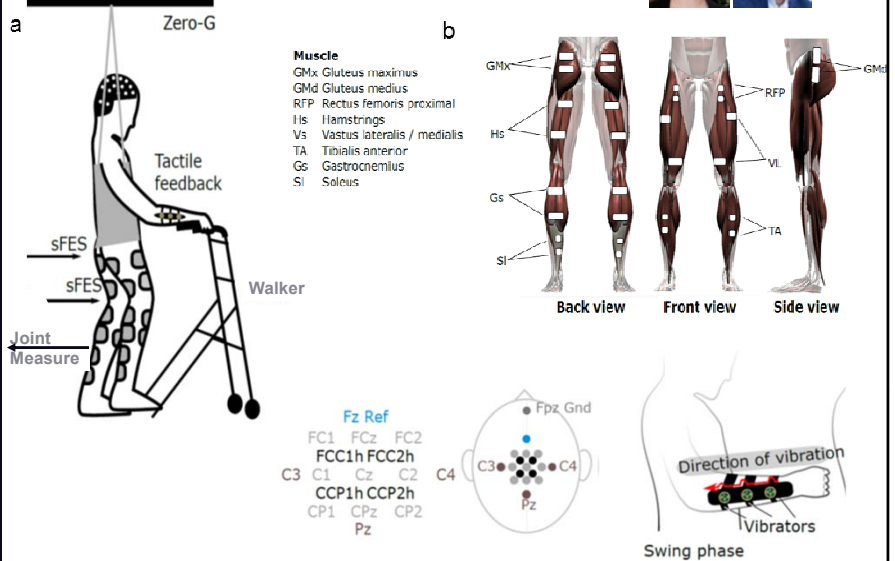 a
Zero-G
Tactile
feedback
sFES
sFES
Joint
Measure
Walker
Muscle
GMx Gluteus maximus
GMd Gluteus medius
RFP Rectus femoris proximal
Hs Hamstrings
Vs Vastus lateralis / medialis
TA Tibialis anterior
Gs Gastrocnemius
Sl Soleus
b
GMx
Hs
Gs
Sl
RFP
VL
TA
GMd
Back view
Front view
Side view
Fz Ref
FC1 FCz FC2
FCC1h FCC2h
C3 C1 Cz C2 C4
CCP1h CCP2h
CP1 CPz CP2
Pz
Fpz Gnd
C3 C4
Pz
Direction of vibration
Vibrators
Swing phase